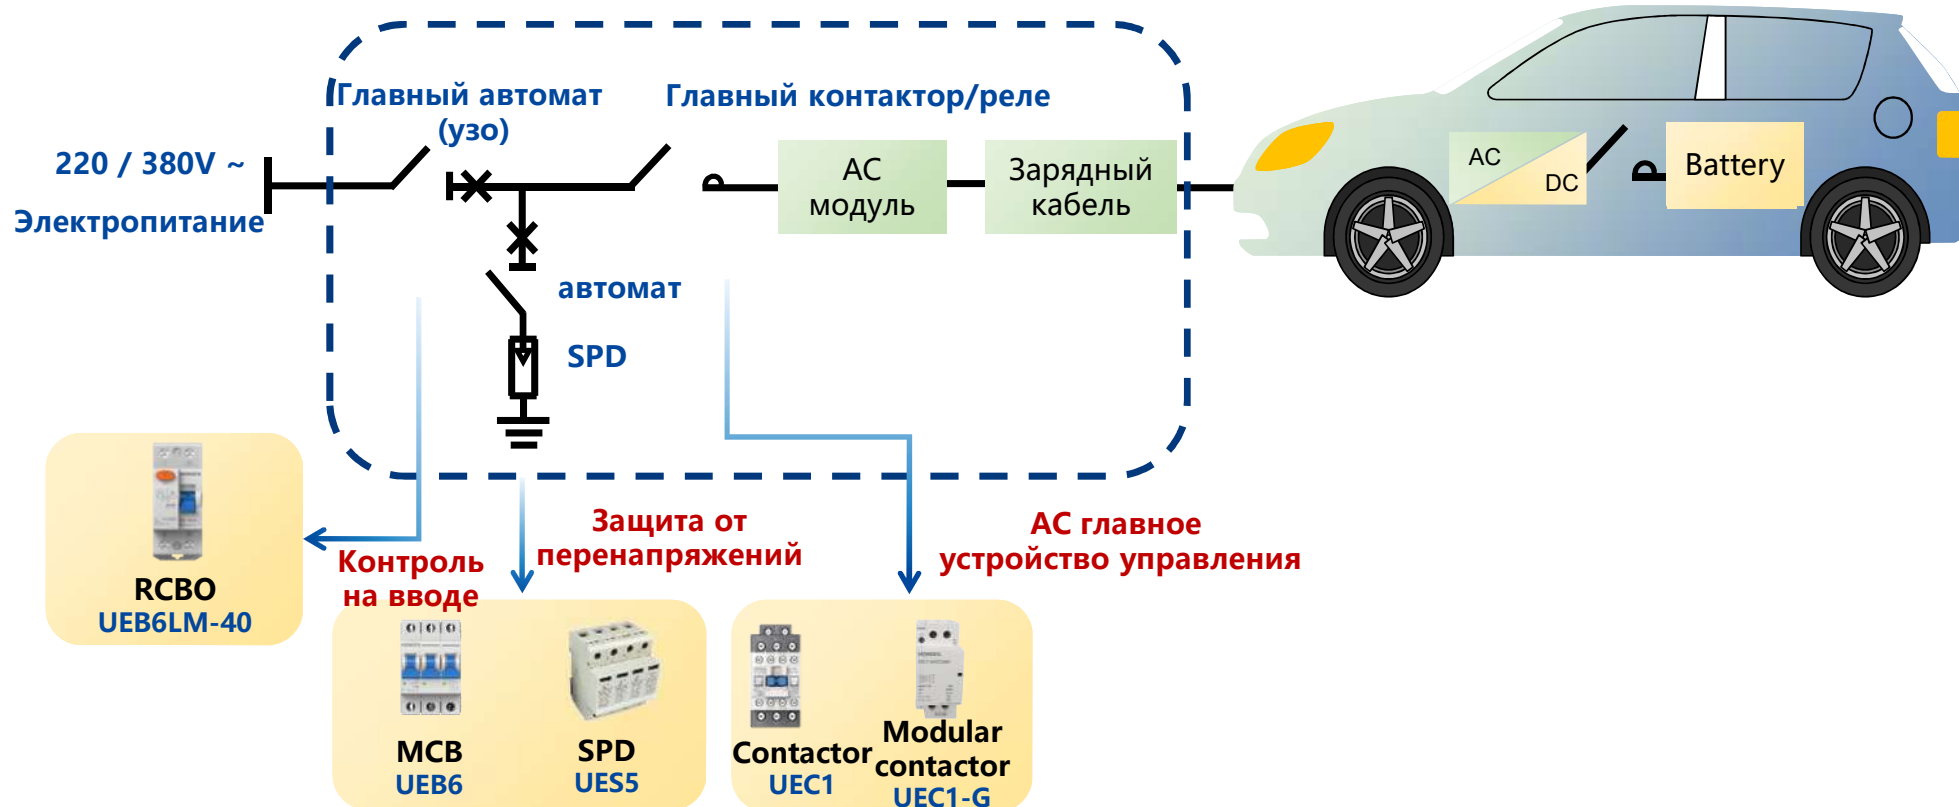 Главный автомат
(узо)
Главный контактор/реле
220 / 380V ~
Электропитание
AC
модуль
Зарядный
кабель
AC
DC
Battery
автомат
SPD
Защита от
перенапряжений
АС главное
устройство управления
Контроль
на вводе
RCBO
UEB6LM-40
MCB
UEB6
SPD
UES5
Contactor
UEC1
Modular
contactor
UEC1-G